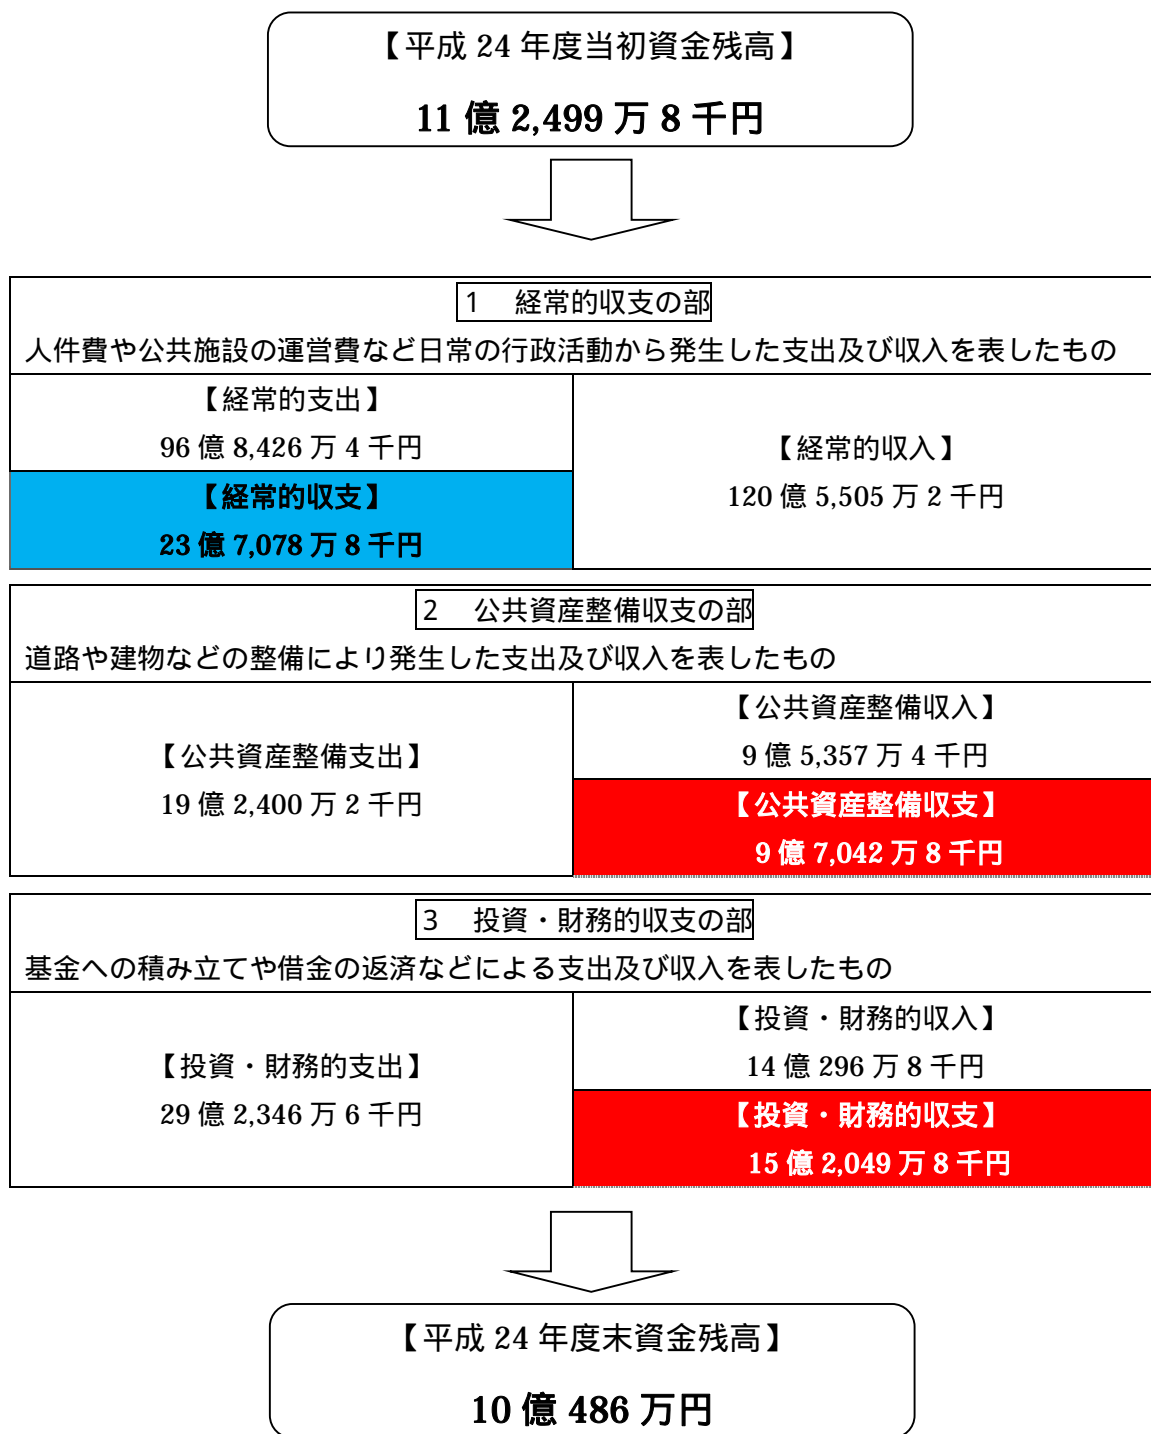 【平成 24 年度当初資金残高】
11 億 2,499 万 8 千円
1 経常的収支の部
人件費や公共施設の運営費など日常の行政活動から発生した支出及び収入を表したもの
【経常的支出】
96 億 8,426 万 4 千円
【経常的収支】
23 億 7,078 万 8 千円
【経常的収入】
120 億 5,505 万 2 千円
2 公共資産整備収支の部
道路や建物などの整備により発生した支出及び収入を表したもの
【公共資産整備支出】
19 億 2,400 万 2 千円
【公共資産整備収入】
9 億 5,357 万 4 千円
【公共資産整備収支】
9 億 7,042 万 8 千円
3 投資・財務的収支の部
基金への積み立てや借金の返済などによる支出及び収入を表したもの
【投資・財務的支出】
29 億 2,346 万 6 千円
【投資・財務的収入】
14 億 296 万 8 千円
【投資・財務的収支】
15 億 2,049 万 8 千円
【平成 24 年度末資金残高】
10 億 486 万円